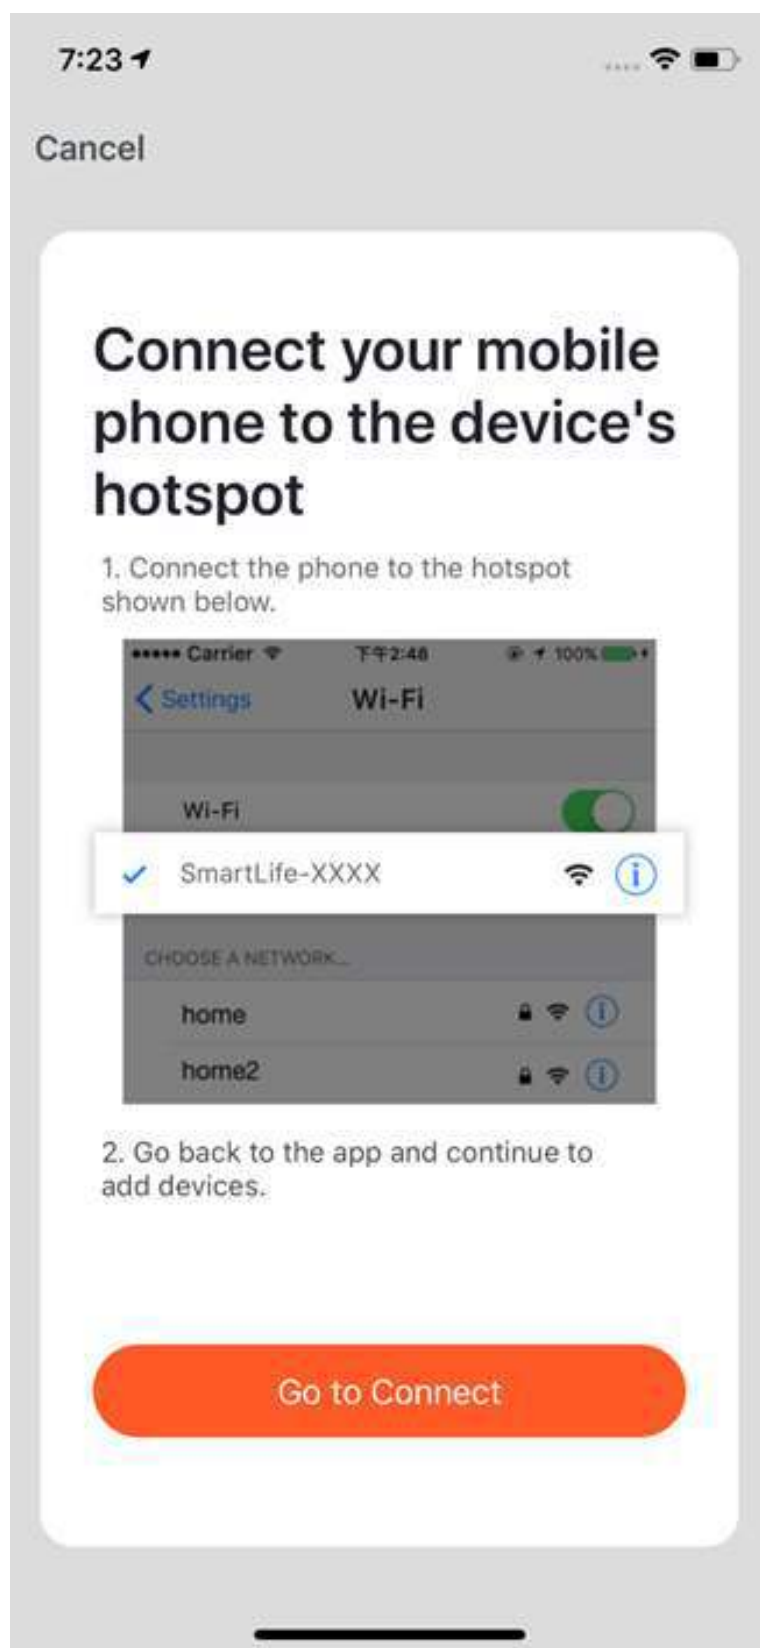 7:23
Cancel
Connect your mobile
phone to the device's
hotspot
1. Connect the phone to the hotspot
shown below.
Carrier 下午2:48 100%
Settings Wi-Fi
Wi-Fi
SmartLife-XXXX
CHOOSE A NETWORK...
home
home2
2. Go back to the app and continue to
add devices.
Go to Connect